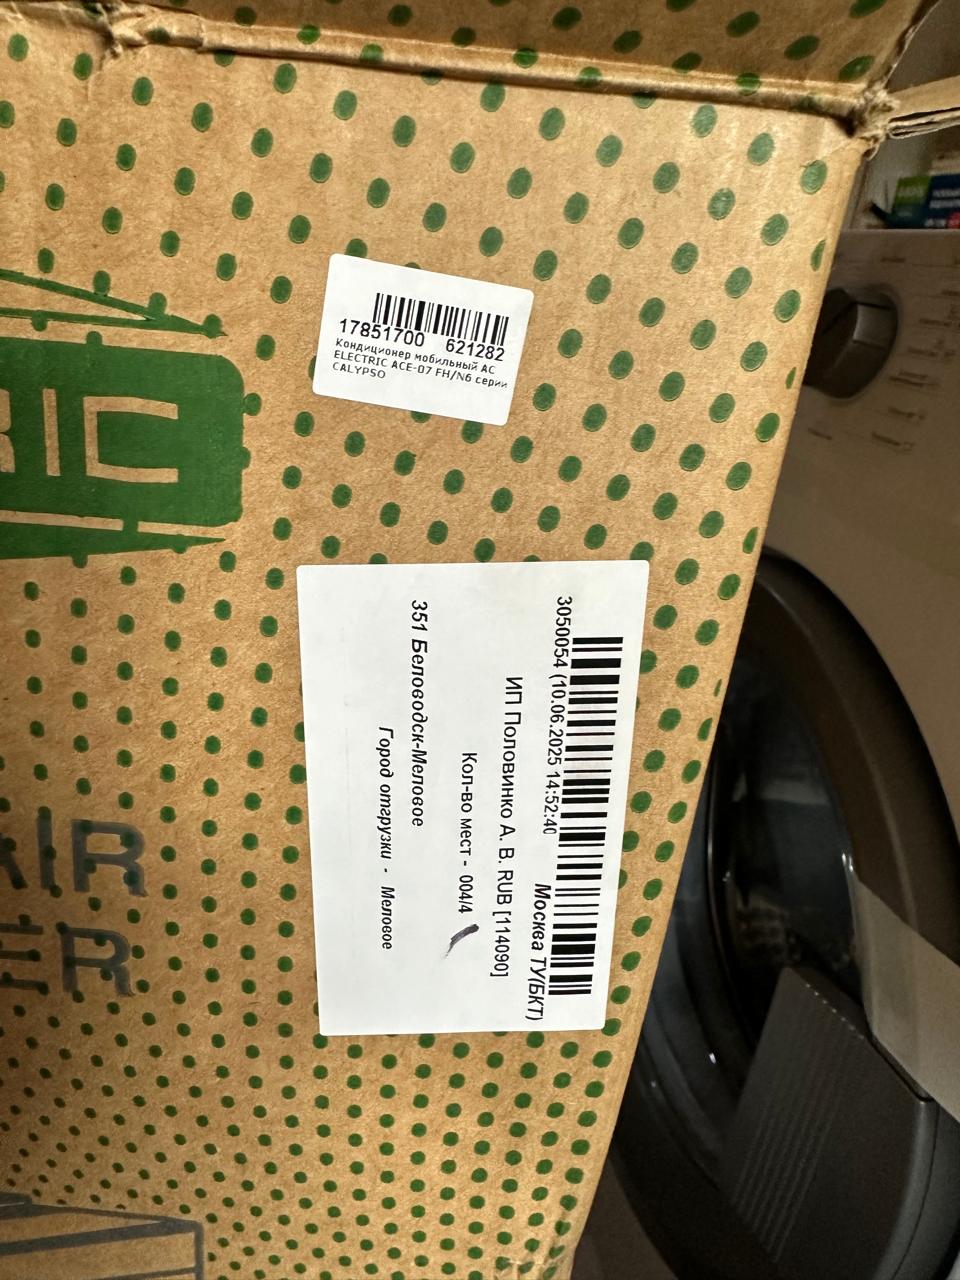 17851700 621282
Кондиционер мобильный AC
ELECTRIC ACE-07 FH/N6 серии
CALYPSO
3050054 (10.06.2025 14:52:40 Москва ТУ(БКТ)
ИП Половинко А. В. RUB [114090]
Кол-во мест - 004/4
351 Беловодск-Меловое
Город отгрузки - Меловое
AIR